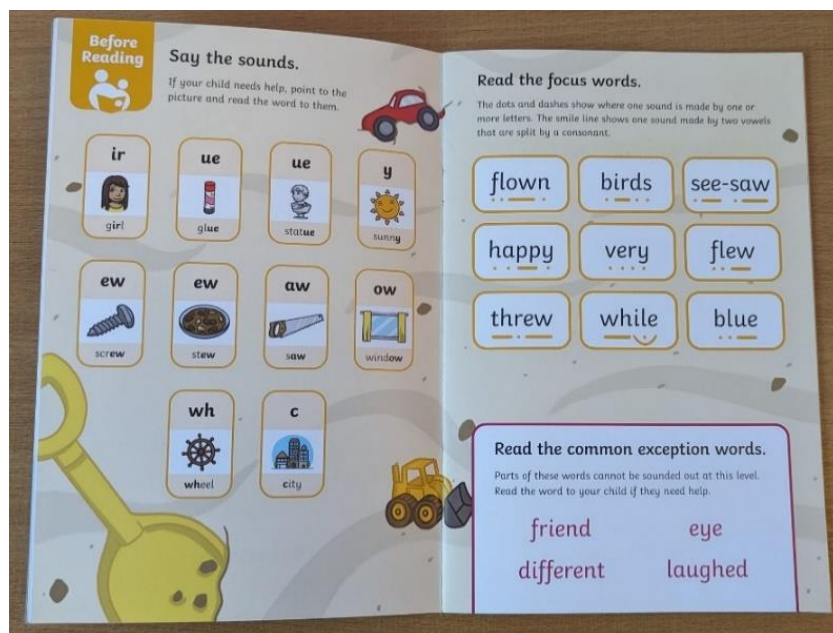 Before
Reading
Say the sounds.
If your child needs help, point to the
picture and read the word to them.
ir
girl
ue
glue
ue
statue
y
sunny
ew
screw
ew
stew
aw
saw
ow
window
wh
wheel
c
city
Read the focus words.
The dots and dashes show where one sound is made by one or
more letters. The smile line shows one sound made by two vowels
that are split by a consonant.
flown birds see-saw
happy very flew
threw while blue
Read the common exception words.
Parts of these words cannot be sounded out at this level.
Read the word to your child if they need help.
friend eye
different laughed